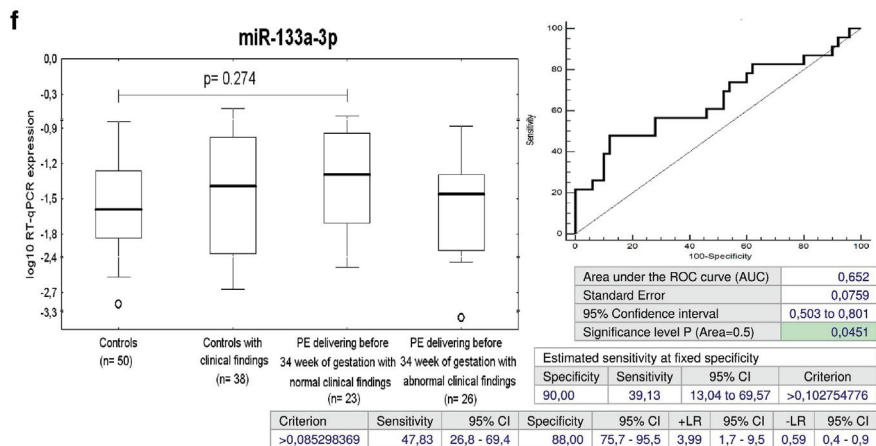 f
miR-133a-3p
p= 0.274
log10 RT-qPCR expression
0,0
-0,3
-0,9
-1,2
-1,5
-1,8
-2,4
-2,7
-3,3
Controls
(n= 50)
Controls with
clinical findings
(n= 38)
PE delivering before
34 week of gestation with
normal clinical findings
(n= 23)
PE delivering before
34 week of gestation with
abnormal clinical findings
(n= 26)
Sensitivity
100
80
60
40
20
0
0 20 40 60 80 100
100-Specificity
Area under the ROC curve (AUC) 0,652
Standard Error 0,0759
95% Confidence interval 0,503 to 0,801
Significance level P (Area=0.5) 0,0451
Estimated sensitivity at fixed specificity
Specificity Sensitivity 95% CI Criterion
90,00 39,13 13,04 to 69,57 >0,102754776
Criterion Sensitivity 95% CI Specificity 95% CI +LR 95% CI -LR 95% CI
>0,085298369 47,83 26,8 - 69,4 88,00 75,7 - 95,5 3,99 1,7 - 9,5 0,59 0,4 - 0,9